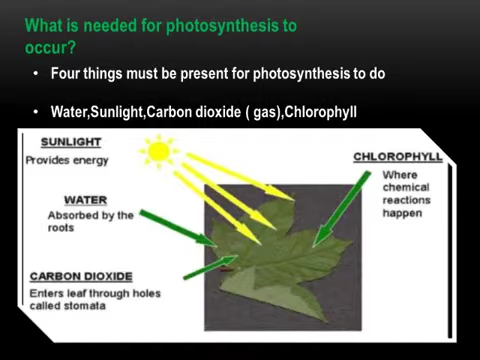 What is needed for photosynthesis to
occur?
• Four things must be present for photosynthesis to do
• Water,Sunlight,Carbon dioxide ( gas),Chlorophyll
SUNLIGHT
Provides energy
CHLOROPHYLL
Where
chemical
reactions
happen
WATER
Absorbed by the
roots
CARBON DIOXIDE
Enters leaf through holes
called stomata